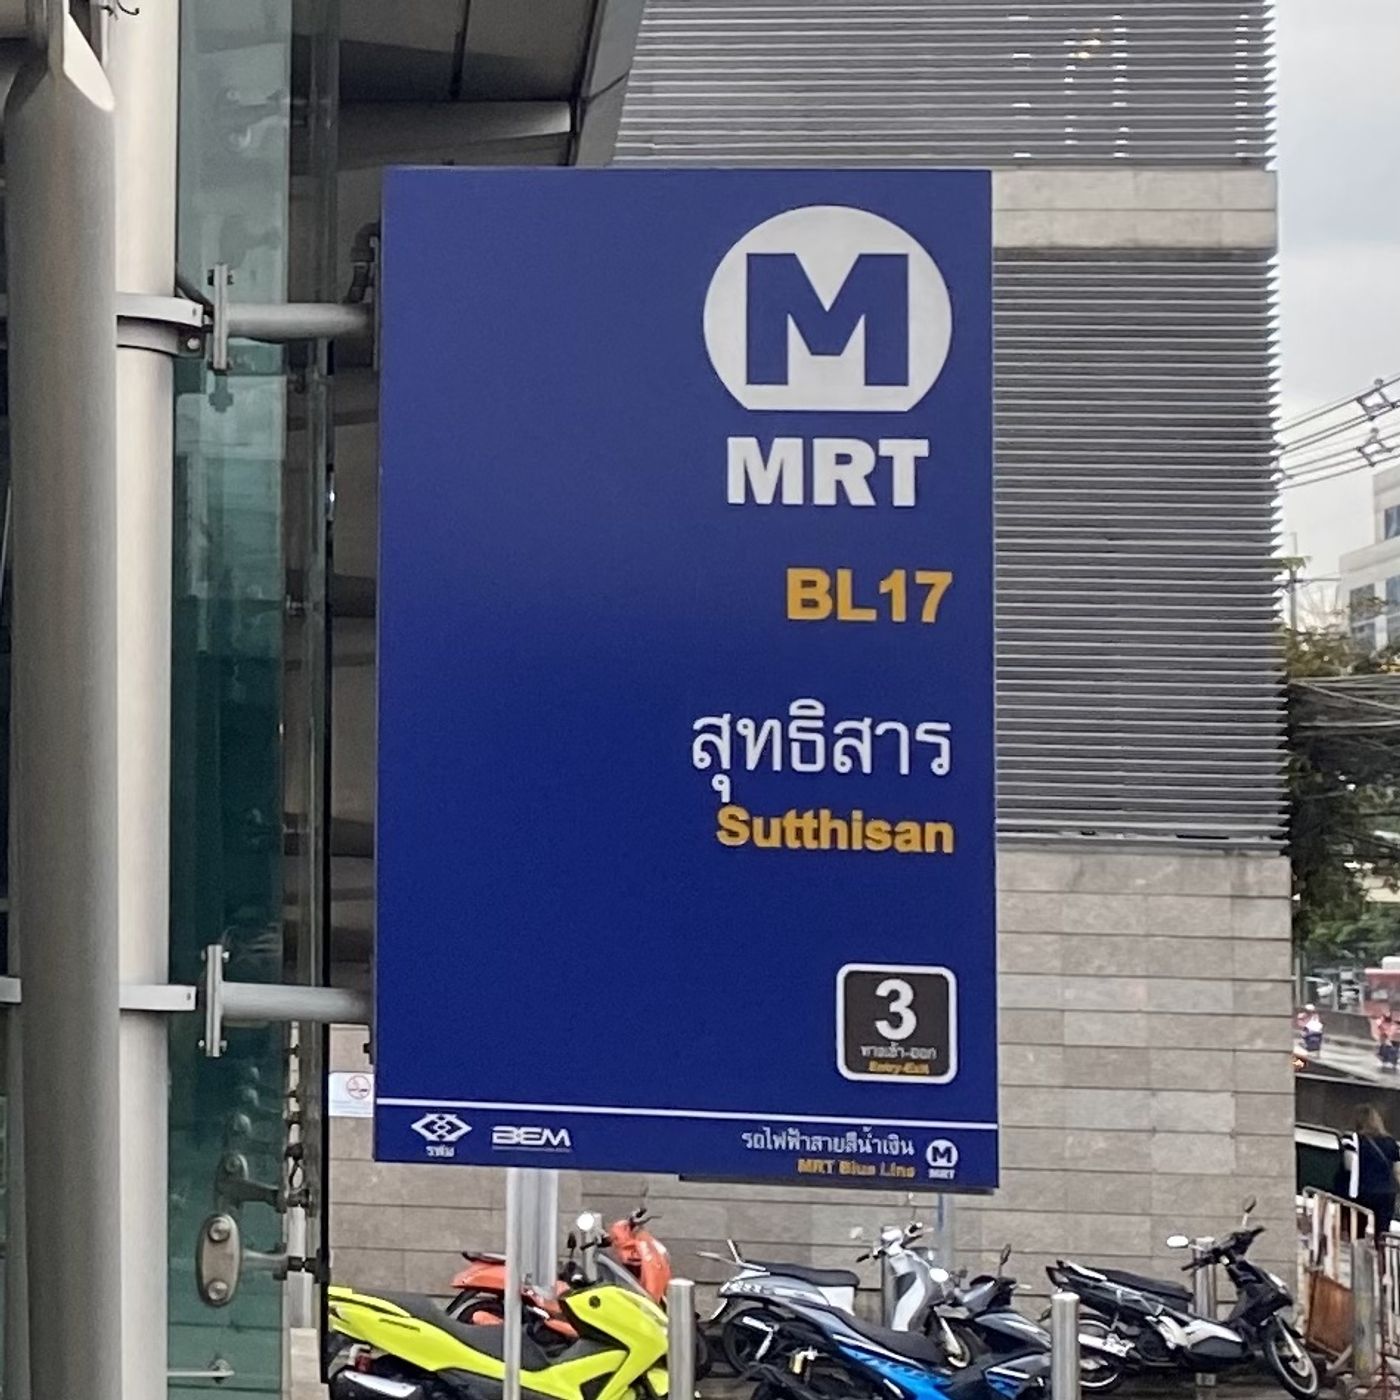 M
MRT
BL17
สุทธิสาร
Sutthisan
3
ทางเข้า-ออก
Entry-Exit
รฟม BEM
รถไฟฟ้าสายสีน้ำเงิน
MRT Blue Line
M
MRT